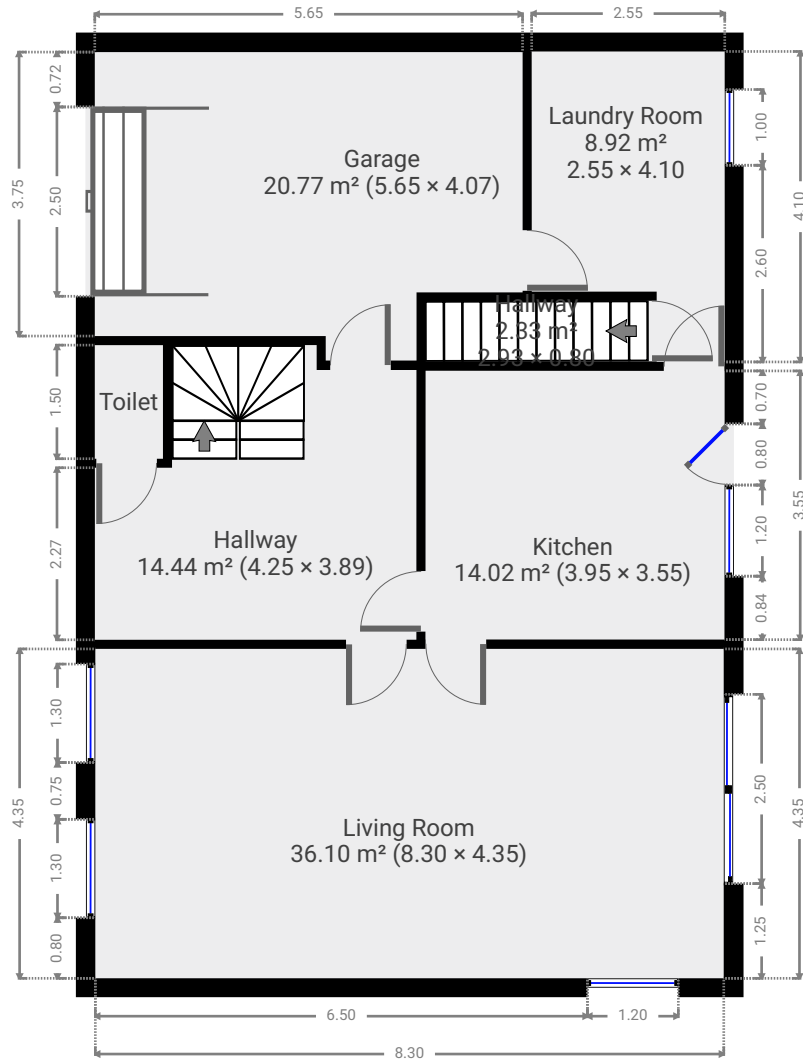 5.65
2.55
0.72
3.75
2.50
1.00
4.10
2.60
Laundry Room
8.92 m²
2.55 × 4.10
Garage
20.77 m² (5.65 × 4.07)
Hallway
2.33 m²
2.93 × 0.80
1.50
Toilet
0.70
0.80
3.55
1.20
2.27
Hallway
14.44 m² (4.25 × 3.89)
Kitchen
14.02 m² (3.95 × 3.55)
0.84
1.30
0.75
4.35
1.30
0.80
2.50
4.35
1.25
Living Room
36.10 m² (8.30 × 4.35)
6.50
1.20
8.30